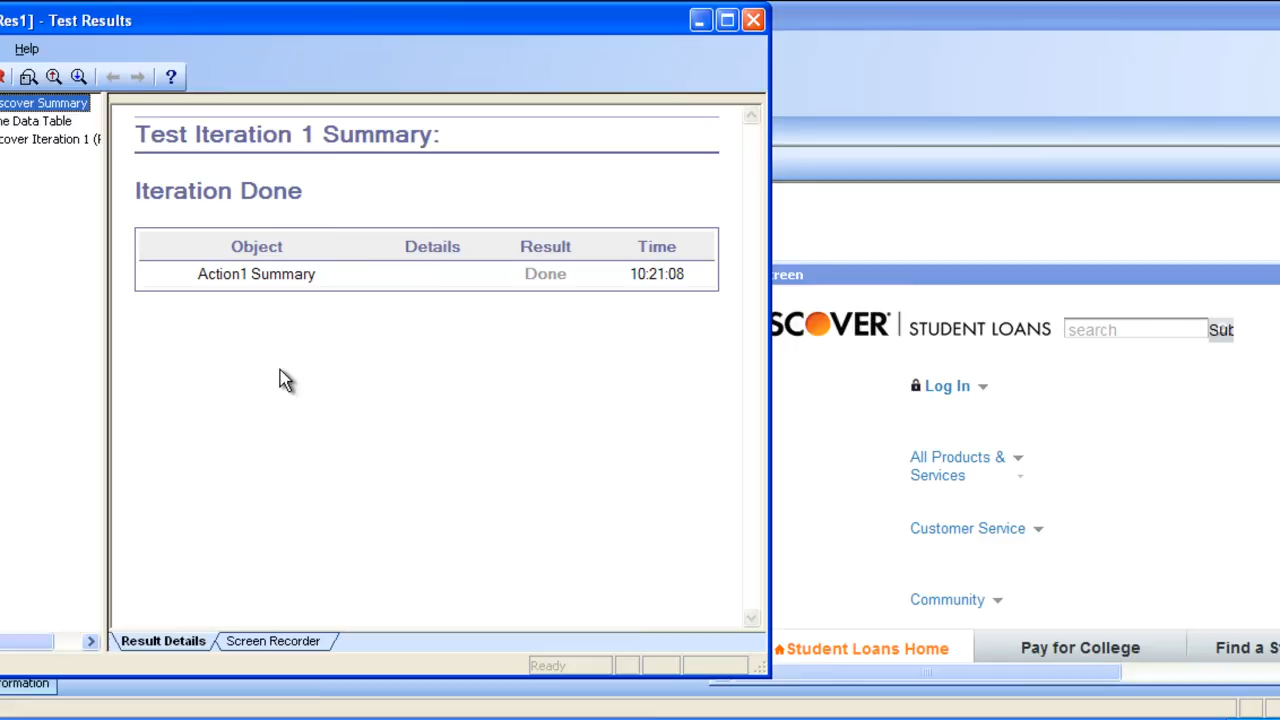 Res1] - Test Results
Help
scover Summary
ne Data Table
cover Iteration 1 (
Test Iteration 1 Summary:
Iteration Done
Object Details Result Time
Action1 Summary Done 10:21:08
Result Details Screen Recorder
Ready
formation
reen
SCOVER® STUDENT LOANS search Sub
Log In
All Products &
Services
Customer Service
Community
Student Loans Home Pay for College Find a S